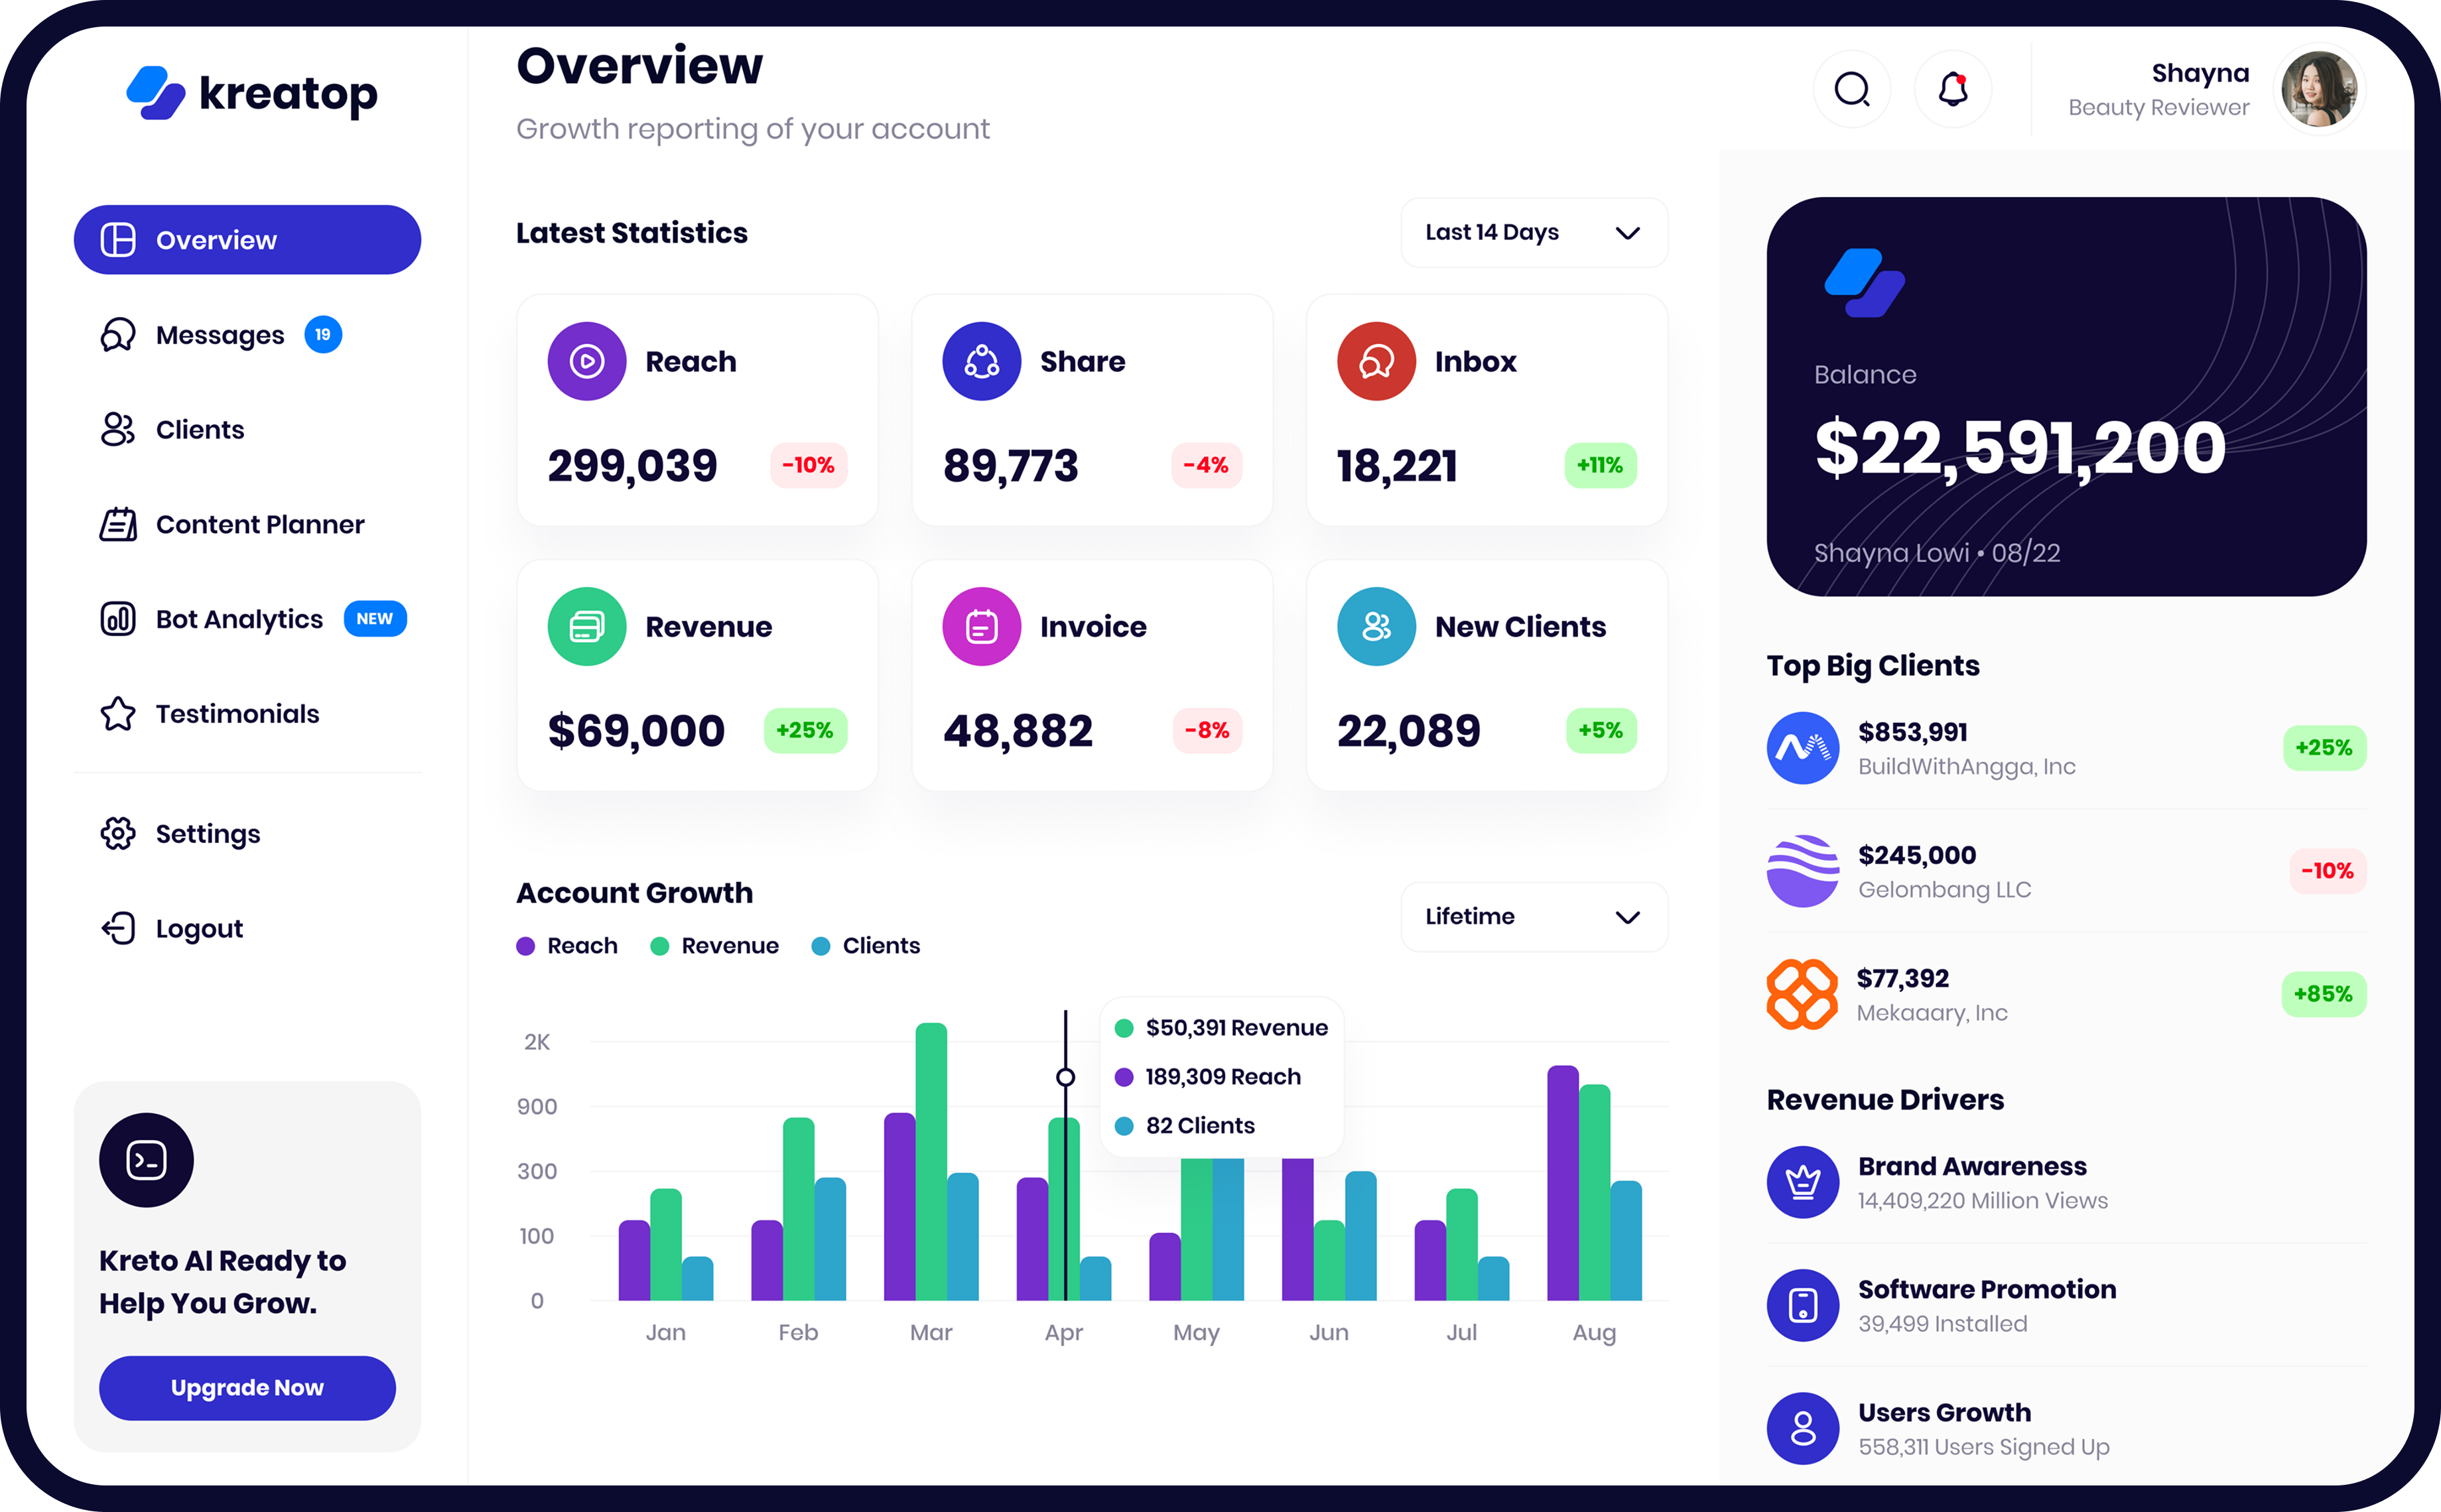 kreatop
Overview
Messages 19
Clients
Content Planner
Bot Analytics NEW
Testimonials
Settings
Logout
Kreto AI Ready to
Help You Grow.
Upgrade Now
Overview
Growth reporting of your account
Shayna
Beauty Reviewer
Latest Statistics
Last 14 Days
Reach
299,039 -10%
Share
89,773 -4%
Inbox
18,221 +11%
Revenue
$69,000 +25%
Invoice
48,882 -8%
New Clients
22,089 +5%
Account Growth
Lifetime
Reach Revenue Clients
2K
900
300
100
0
$50,391 Revenue
189,309 Reach
82 Clients
Jan Feb Mar Apr May Jun Jul Aug
Balance
$22,591,200
Shayna Lowi • 08/22
Top Big Clients
$853,991
BuildWithAngga, Inc
+25%
$245,000
Gelombang LLC
-10%
$77,392
Mekaaary, Inc
+85%
Revenue Drivers
Brand Awareness
14,409,220 Million Views
Software Promotion
39,499 Installed
Users Growth
558,311 Users Signed Up